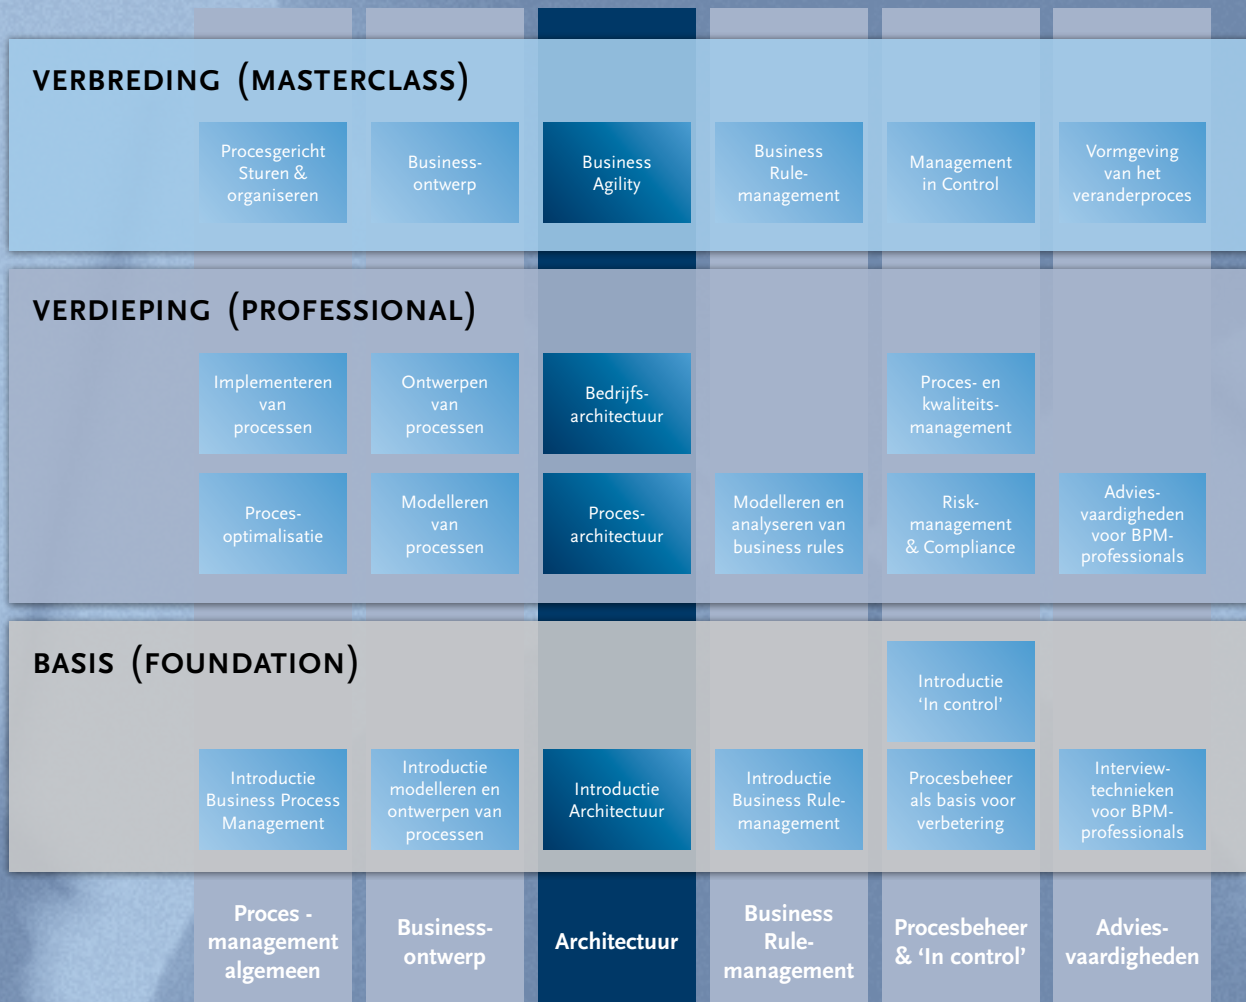 VERBREDING (MASTERCLASS)
Procesgericht
Sturen &
organiseren
Business-
ontwerp
Business
Agility
Business
Rule-
management
Management
in Control
Vormgeving
van het
veranderproces
VERDIEPING (PROFESSIONAL)
Implementeren
van
processen
Ontwerpen
van
processen
Bedrijfs-
architectuur
Proces- en
kwaliteits-
management
Proces-
optimalisatie
Modelleren
van
processen
Proces-
architectuur
Modelleren en
analyseren van
business rules
Risk-
management
& Compliance
Advies-
vaardigheden
voor BPM-
professionals
BASIS (FOUNDATION)
Introductie
‘In control’
Introductie
Business Process
Management
Introductie
modelleren en
ontwerpen van
processen
Introductie
Architectuur
Introductie
Business Rule-
management
Procesbeheer
als basis voor
verbetering
Interview-
technieken
voor BPM-
professionals
Proces -
management
algemeen
Business-
ontwerp
Architectuur
Business
Rule-
management
Procesbeheer
& ‘In control’
Advies-
vaardigheden